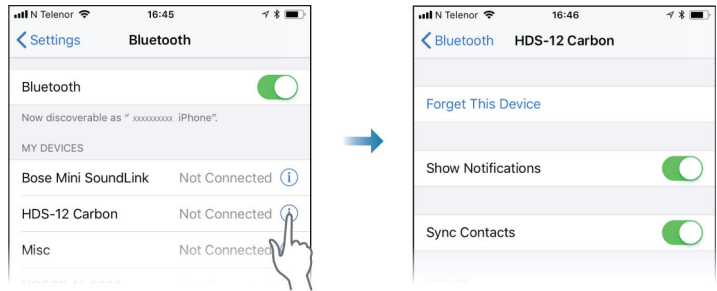 N Telenor 16:45
Settings Bluetooth
Bluetooth
Now discoverable as " xxxxxxxxxx iPhone".
MY DEVICES
Bose Mini SoundLink Not Connected
HDS-12 Carbon Not Connected
Misc Not Connected
N Telenor 16:46
Bluetooth HDS-12 Carbon
Forget This Device
Show Notifications
Sync Contacts